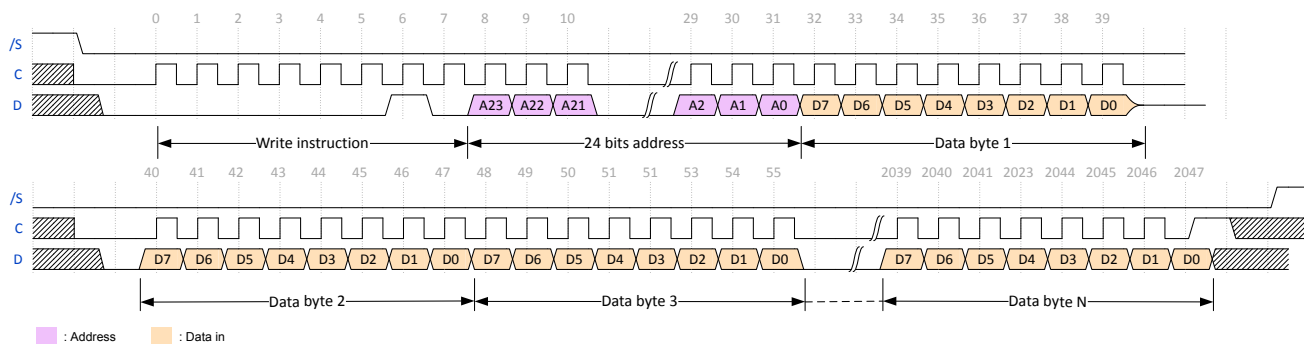 0 1 2 3 4 5 6 7 8 9 10 29 30 31 32 33 34 35 36 37 38 39
/S
C
D A23 A22 A21 A2 A1 A0 D7 D6 D5 D4 D3 D2 D1 D0
Write instruction 24 bits address Data byte 1
40 41 42 43 44 45 46 47 48 49 50 51 51 53 54 55 2039 2040 2041 2023 2044 2045 2046 2047
/S
C
D D7 D6 D5 D4 D3 D2 D1 D0 D7 D6 D5 D4 D3 D2 D1 D0 D7 D6 D5 D4 D3 D2 D1 D0
Data byte 2 Data byte 3 Data byte N
: Address : Data in